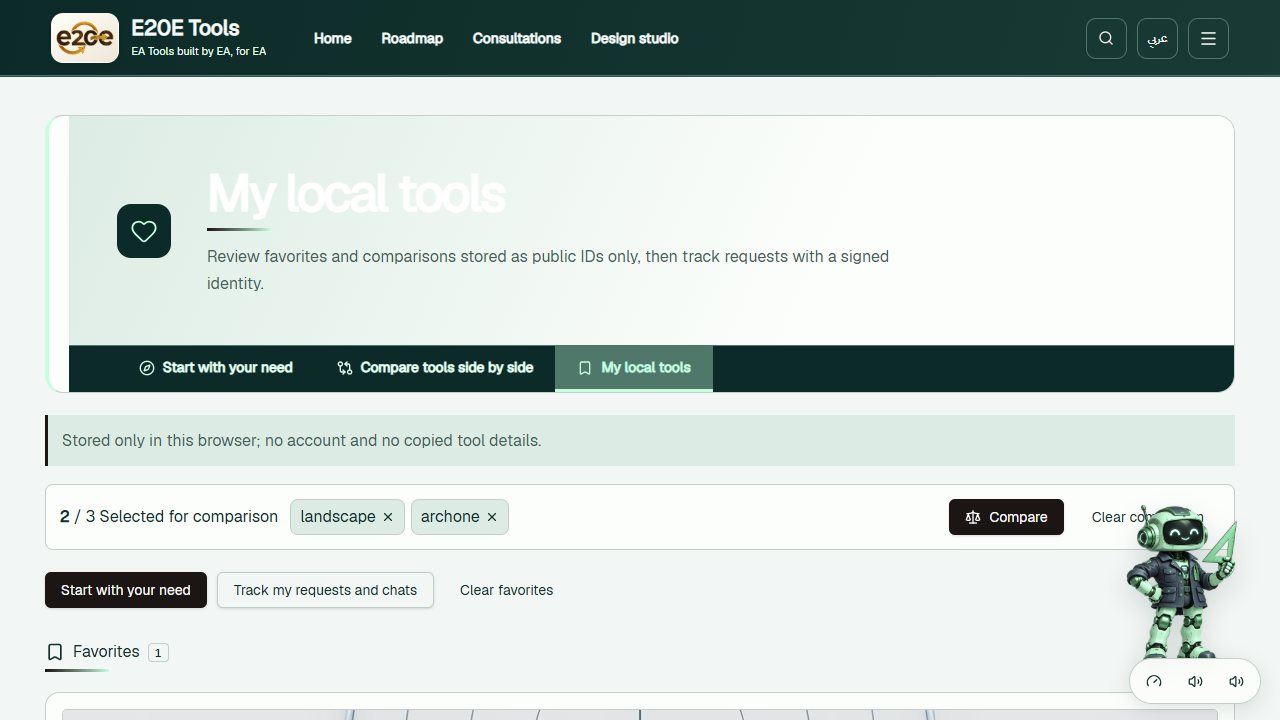 e2oe
E2OE Tools
EA Tools built by EA, for EA
Home
Roadmap
Consultations
Design studio
عربي
My local tools
Review favorites and comparisons stored as public IDs only, then track requests with a signed
identity.
Start with your need
Compare tools side by side
My local tools
Stored only in this browser; no account and no copied tool details.
2 / 3 Selected for comparison
landscape ×
archone ×
Compare
Clear
Start with your need
Track my requests and chats
Clear favorites
Favorites 1